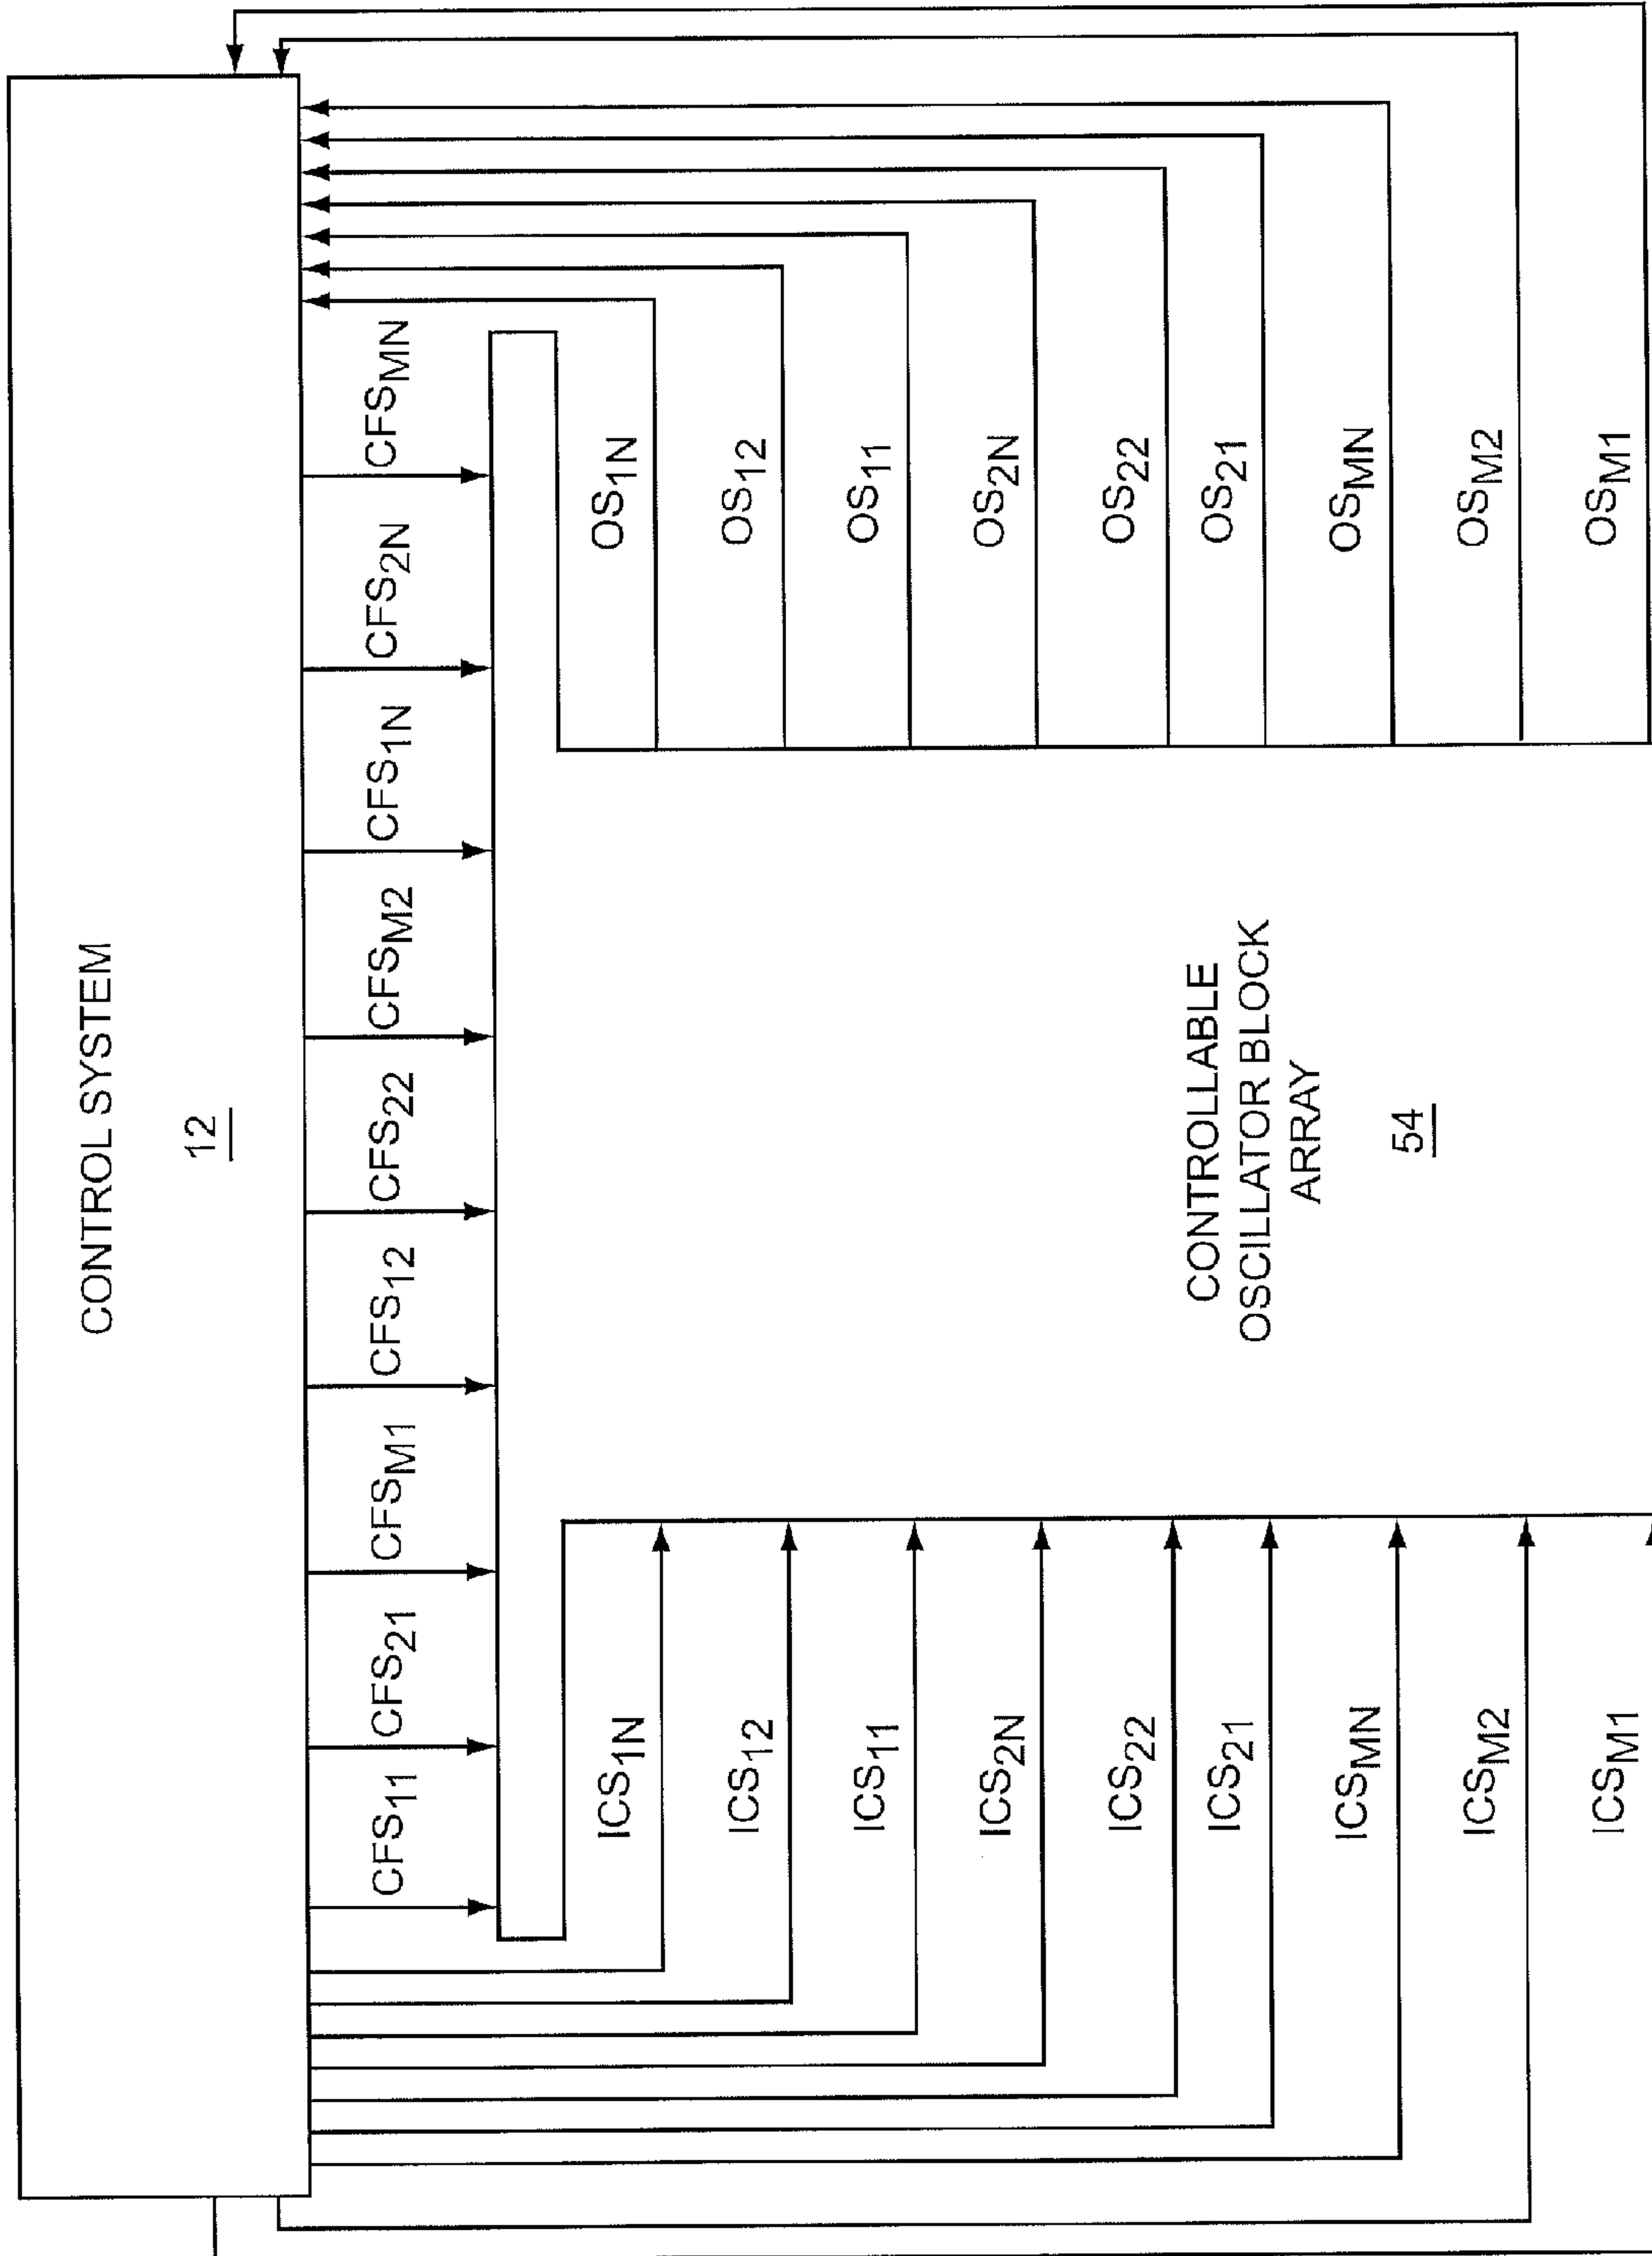 CONTROL SYSTEM
12
CFS11 CFS21 CFSM1 CFS12 CFS22 CFSM2 CFS1N CFS2N CFSMN
ICS1N
ICS12
ICS11
ICS2N
ICS22
ICS21
ICSMN
ICSM2
ICSM1
CONTROLLABLE
OSCILLATOR BLOCK
ARRAY
54
OS1N
OS12
OS11
OS2N
OS22
OS21
OSMN
OSM2
OSM1